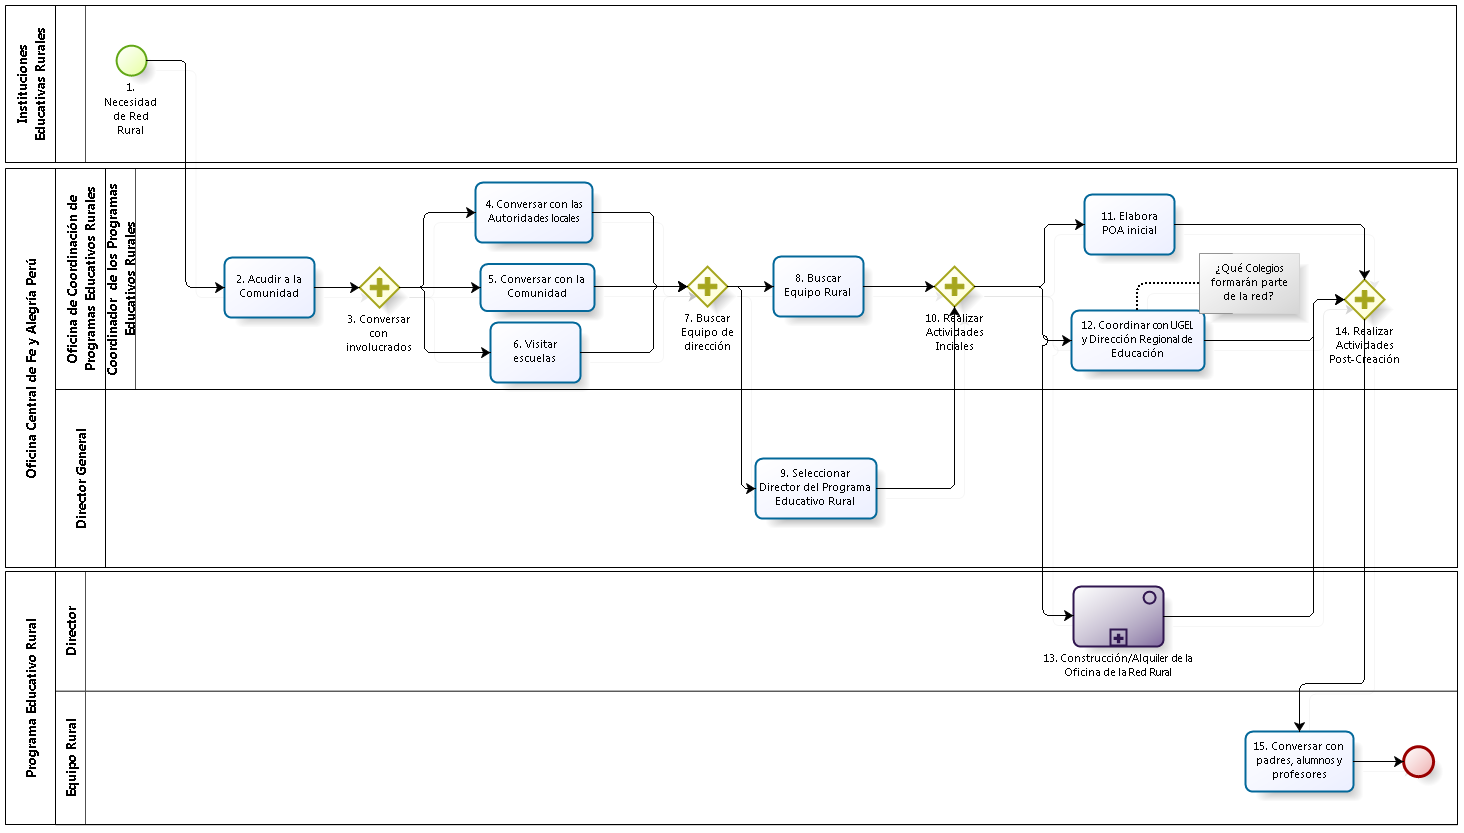 Instituciones
Educativas Rurales
1.
Necesidad
de Red
Rural
Oficina Central de Fe y Alegría Perú
Oficina de Coordinación de
Programas Educativos Rurales
Coordinador de los Programas
Educativos Rurales
2. Acudir a la
Comunidad
3. Conversar
con
involucrados
4. Conversar con las
Autoridades locales
5. Conversar con la
Comunidad
6. Visitar
escuelas
7. Buscar
Equipo de
dirección
8. Buscar
Equipo Rural
10. Realizar
Actividades
Inciales
11. Elabora
POA inicial
¿Qué Colegios
formarán parte
de la red?
12. Coordinar con UGEL
y Dirección Regional de
Educación
14. Realizar
Actividades
Post-Creación
Director General
9. Seleccionar
Director del Programa
Educativo Rural
Programa Educativo Rural
Director
13. Construcción/Alquiler de la
Oficina de la Red Rural
Equipo Rural
15. Conversar con
padres, alumnos y
profesores